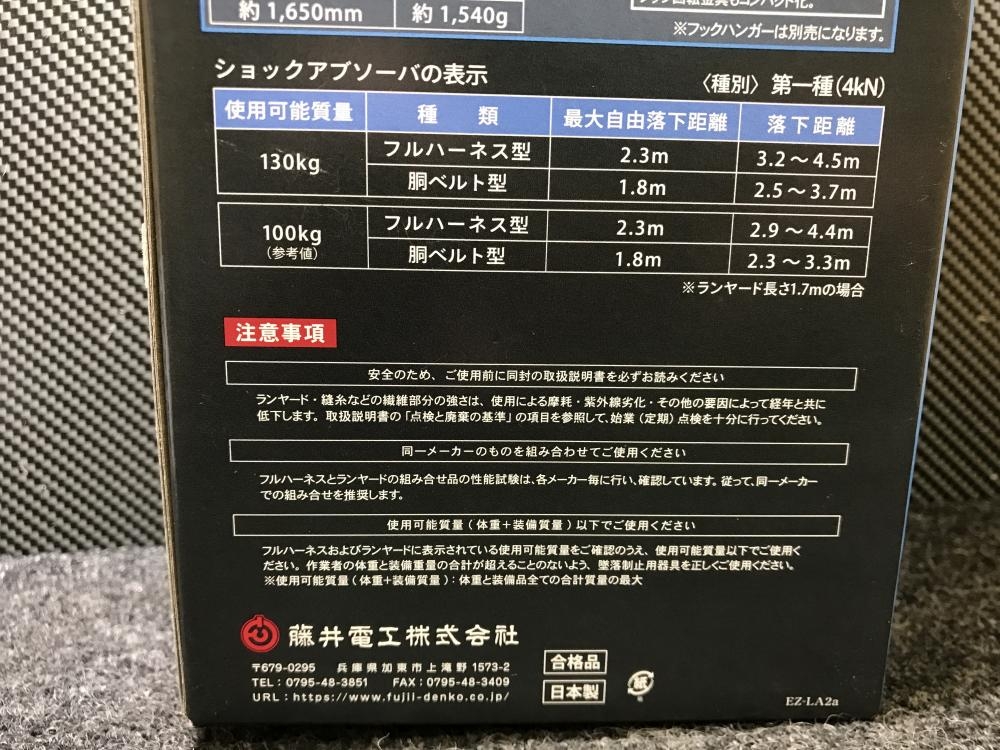 約1,650mm 約1,540g
※フックハンガーは別売になります。
ショックアブソーバの表示 〈種別〉第一種(4kN)
使用可能質量 種類 最大自由落下距離 落下距離
130kg フルハーネス型 2.3m 3.2〜4.5m
胴ベルト型 1.8m 2.5〜3.7m
100kg フルハーネス型 2.3m 2.9〜4.4m
(参考値) 胴ベルト型 1.8m 2.3〜3.3m
※ランヤード長さ1.7mの場合
注意事項
安全のため、ご使用前に同封の取扱説明書を必ずお読みください
ランヤード・縫糸などの繊維部分の強さは、使用による摩耗・紫外線劣化・その他の要因によって経年と共に
低下します。取扱説明書の「点検と廃棄の基準」の項目を参照して、始業(定期)点検を十分に行ってください。
同一メーカーのものを組み合わせてご使用ください
フルハーネスとランヤードの組み合せ品の性能試験は、各メーカー毎に行い、確認しています。従って、同一メーカー
での組み合せを推奨します。
使用可能質量(体重+装備質量)以下でご使用ください
フルハーネスおよびランヤードに表示されている使用可能質量をご確認のうえ、使用可能質量以下でご使用く
ださい。作業者の体重と装備重量の合計が超えることのないよう、墜落制止用器具を正しくご使用ください。
※使用可能質量(体重+装備質量):体重と装備品全ての合計質量の最大
藤井電工株式会社
〒679-0295 兵庫県加東市上滝野1573-2
TEL:0795-48-3851 FAX:0795-48-3409
URL:https://www.fujii-denko.co.jp/
合格品
日本製
EZ-LA2a